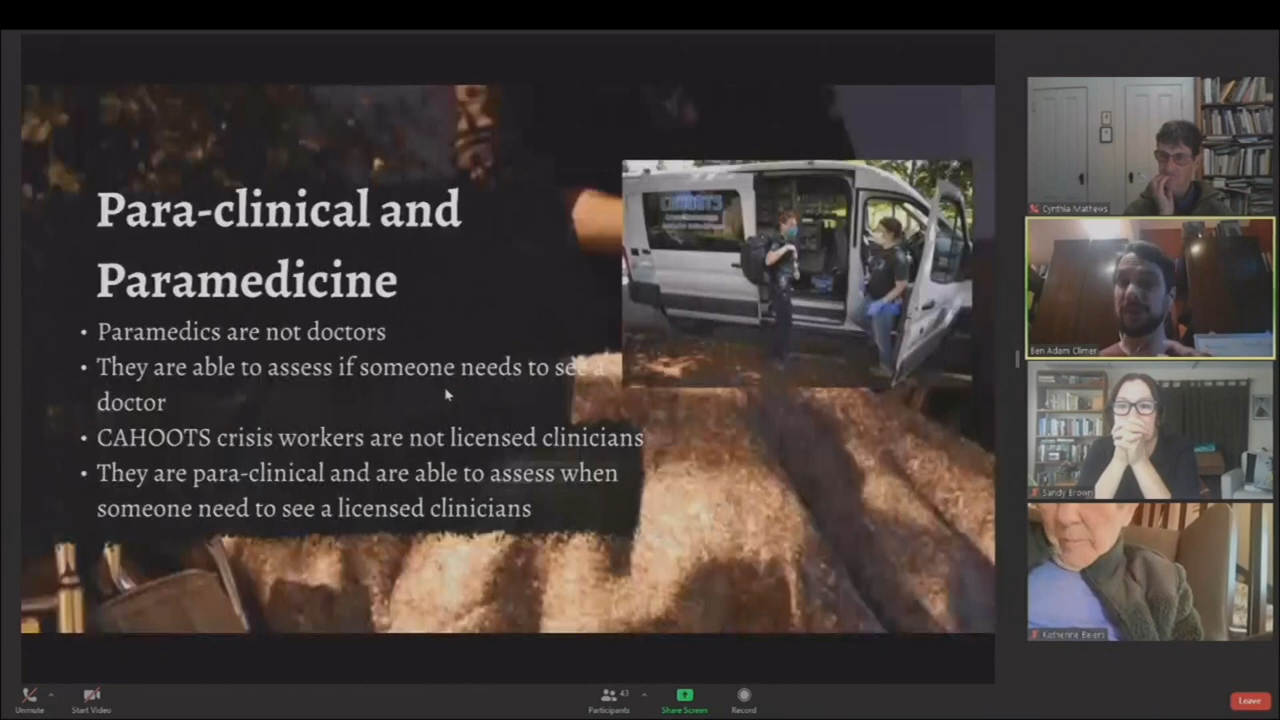 Para-clinical and
Paramedicine
• Paramedics are not doctors
• They are able to assess if someone needs to see a
doctor
• CAHOOTS crisis workers are not licensed clinicians
• They are para-clinical and are able to assess when
someone need to see a licensed clinicians
CAHOOTS
Cynthia Mathews
Ben Adam Climer
Sandy Brown
Katherine Beiers
Unmute
Start Video
Participants
43
Share Screen
Record
Leave